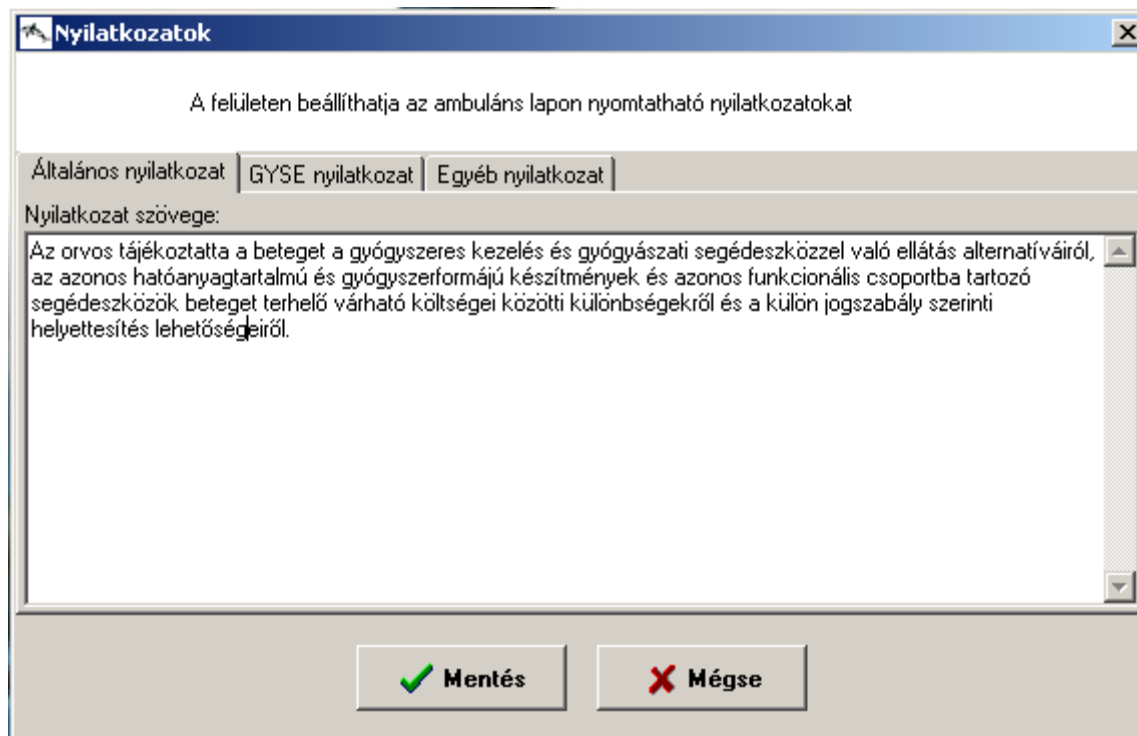 Nyilatkozatok
A felületen beállíthatja az ambuláns lapon nyomtatható nyilatkozatokat
Általános nyilatkozat GYSE nyilatkozat Egyéb nyilatkozat
Nyilatkozat szövege:
Az orvos tájékoztatta a beteget a gyógyszeres kezelés és gyógyászati segédeszközzel való ellátás alternatíváiról,
az azonos hatóanyagtartalmú és gyógyszerformájú készítmények és azonos funkcionális csoportba tartozó
segédeszközök beteget terhelő várható költségei közötti különbségekről és a külön jogszabály szerinti
helyettesítés lehetőségeiről.
Mentés Mégse